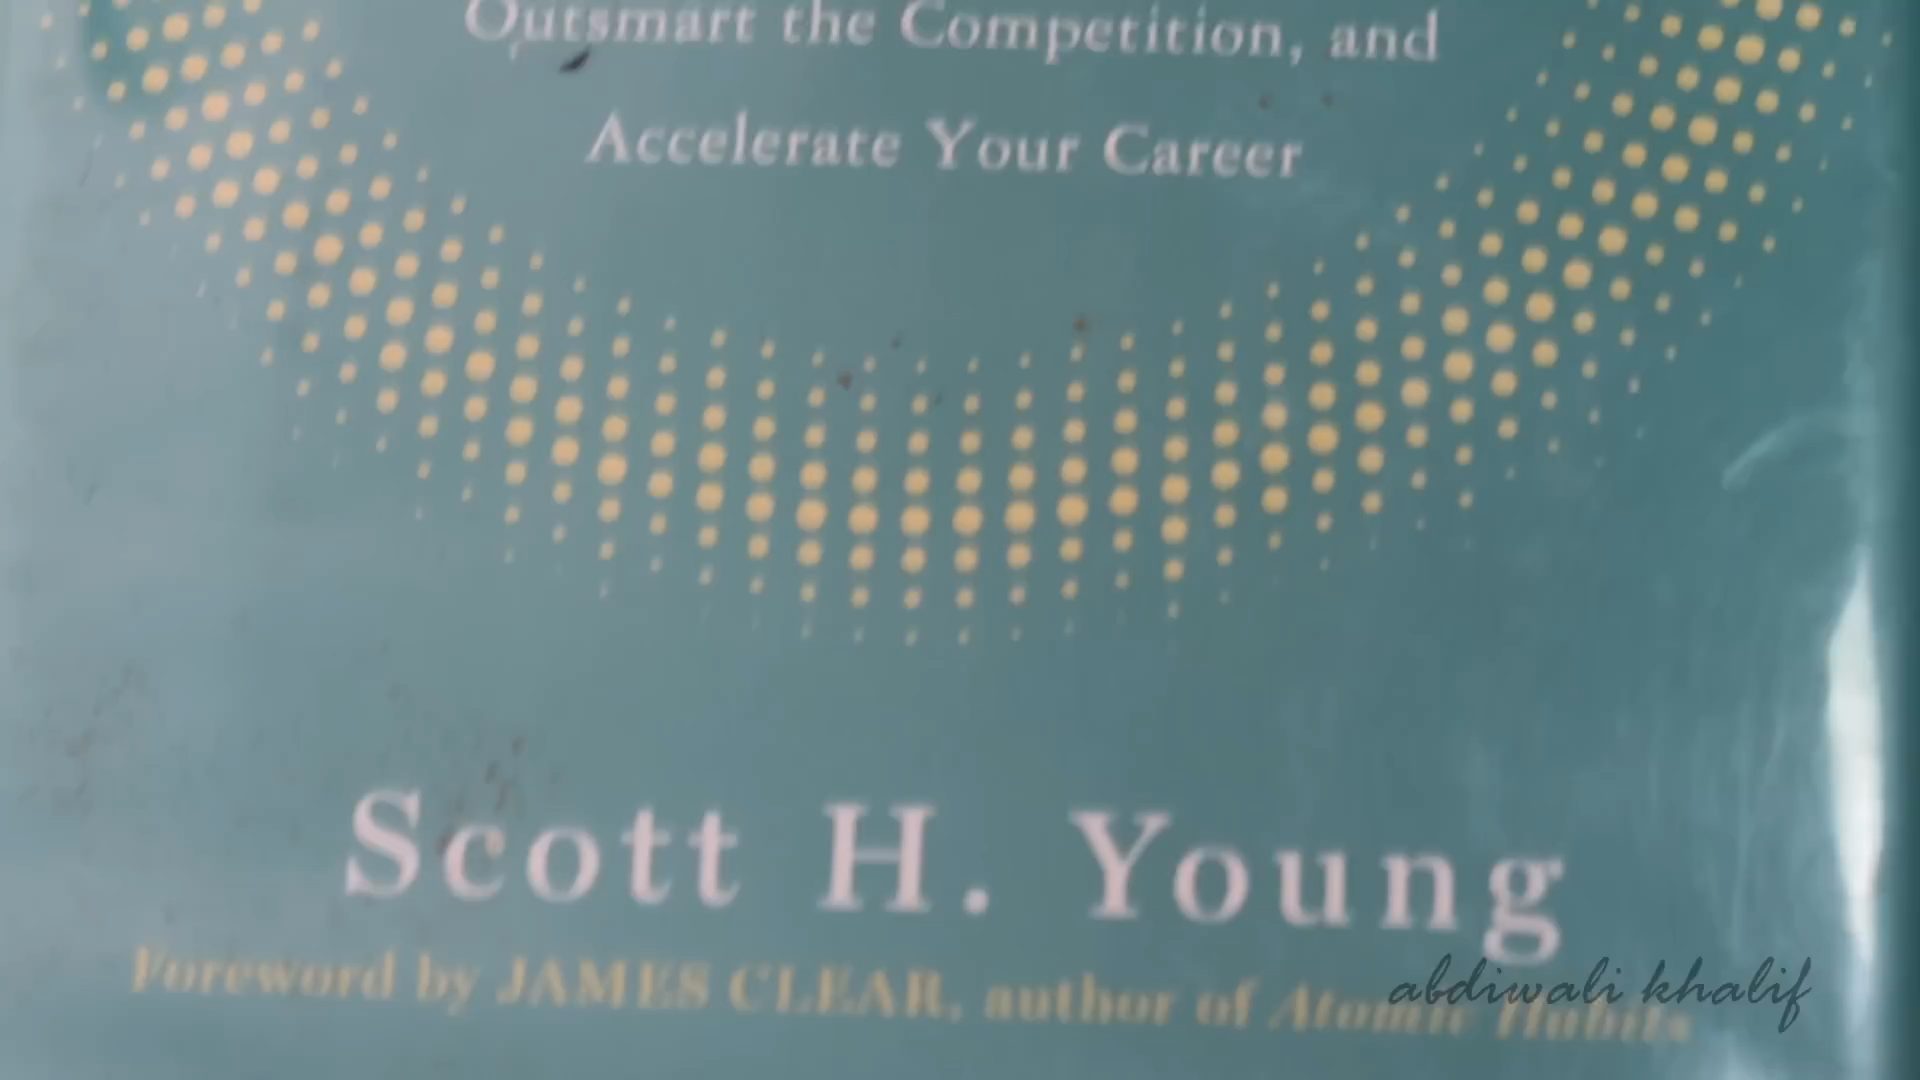 Outsmart the Competition, and
Accelerate Your Career
Scott H. Young
Foreword by JAMES CLEAR, author of Atomic Habits
abdiwali khalif